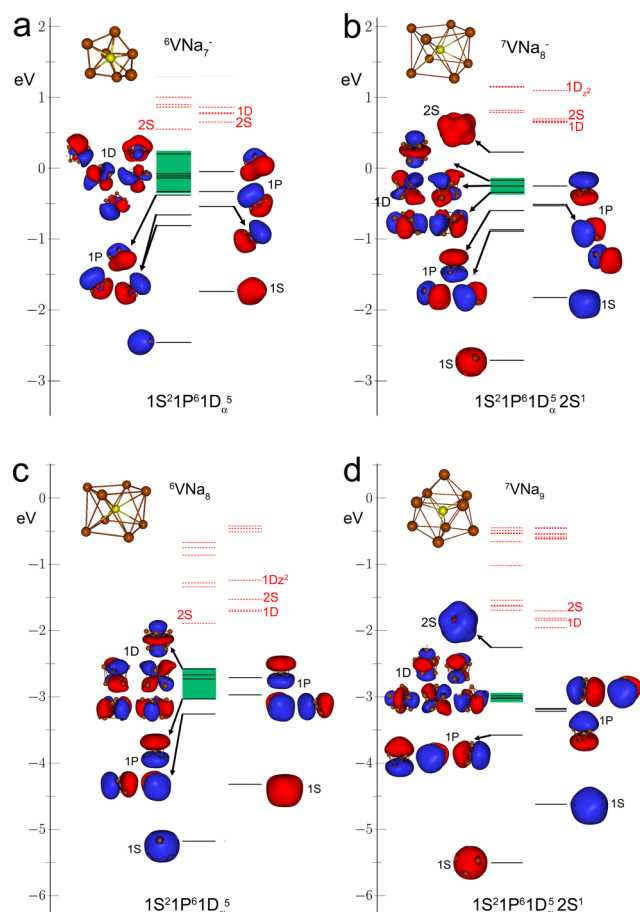 a
⁶VNa₇⁻
eV
2
1
0
−1
−2
−3
2S
1D
2S
1D
1P
1P
1S
1S²1P⁶1Dα⁵
b
⁷VNa₈⁻
eV
2
1
0
−1
−2
−3
1Dz²
2S
1D
2S
1D
1P
1P
1S
1S
1S²1P⁶1Dα⁵2S¹
c
⁶VNa₈
eV
0
−1
−2
−3
−4
−5
−6
1Dz²
2S
1D
2S
1D
1P
1P
1S
1S
1S²1P⁶1Dα⁵
d
⁷VNa₉
eV
0
−1
−2
−3
−4
−5
−6
2S
1D
2S
1D
1P
1P
1S
1S
1S²1P⁶1Dα⁵2S¹